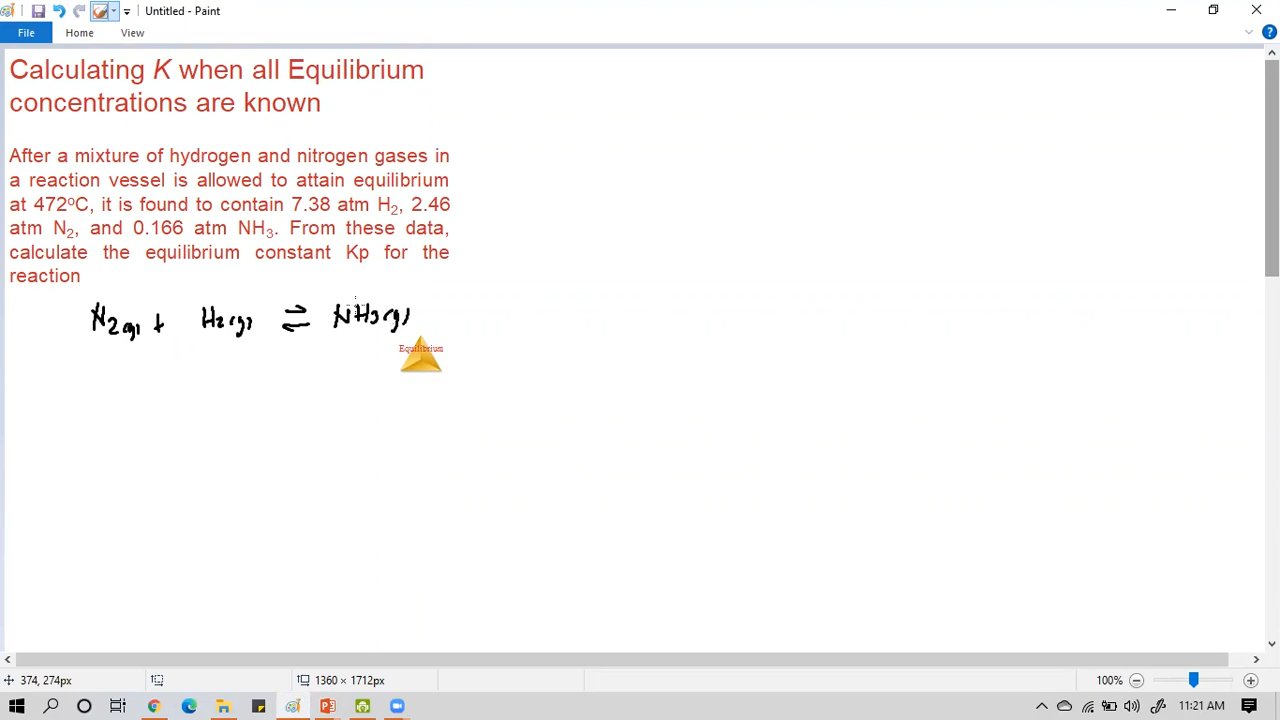 Untitled - Paint
File Home View
Calculating K when all Equilibrium
concentrations are known
After a mixture of hydrogen and nitrogen gases in
a reaction vessel is allowed to attain equilibrium
at 472°C, it is found to contain 7.38 atm H₂, 2.46
atm N₂, and 0.166 atm NH₃. From these data,
calculate the equilibrium constant Kp for the
reaction
N₂(g) + H₂(g) ⇌ NH₃(g)
Equilibrium
374, 274px 1360 × 1712px 100%
11:21 AM